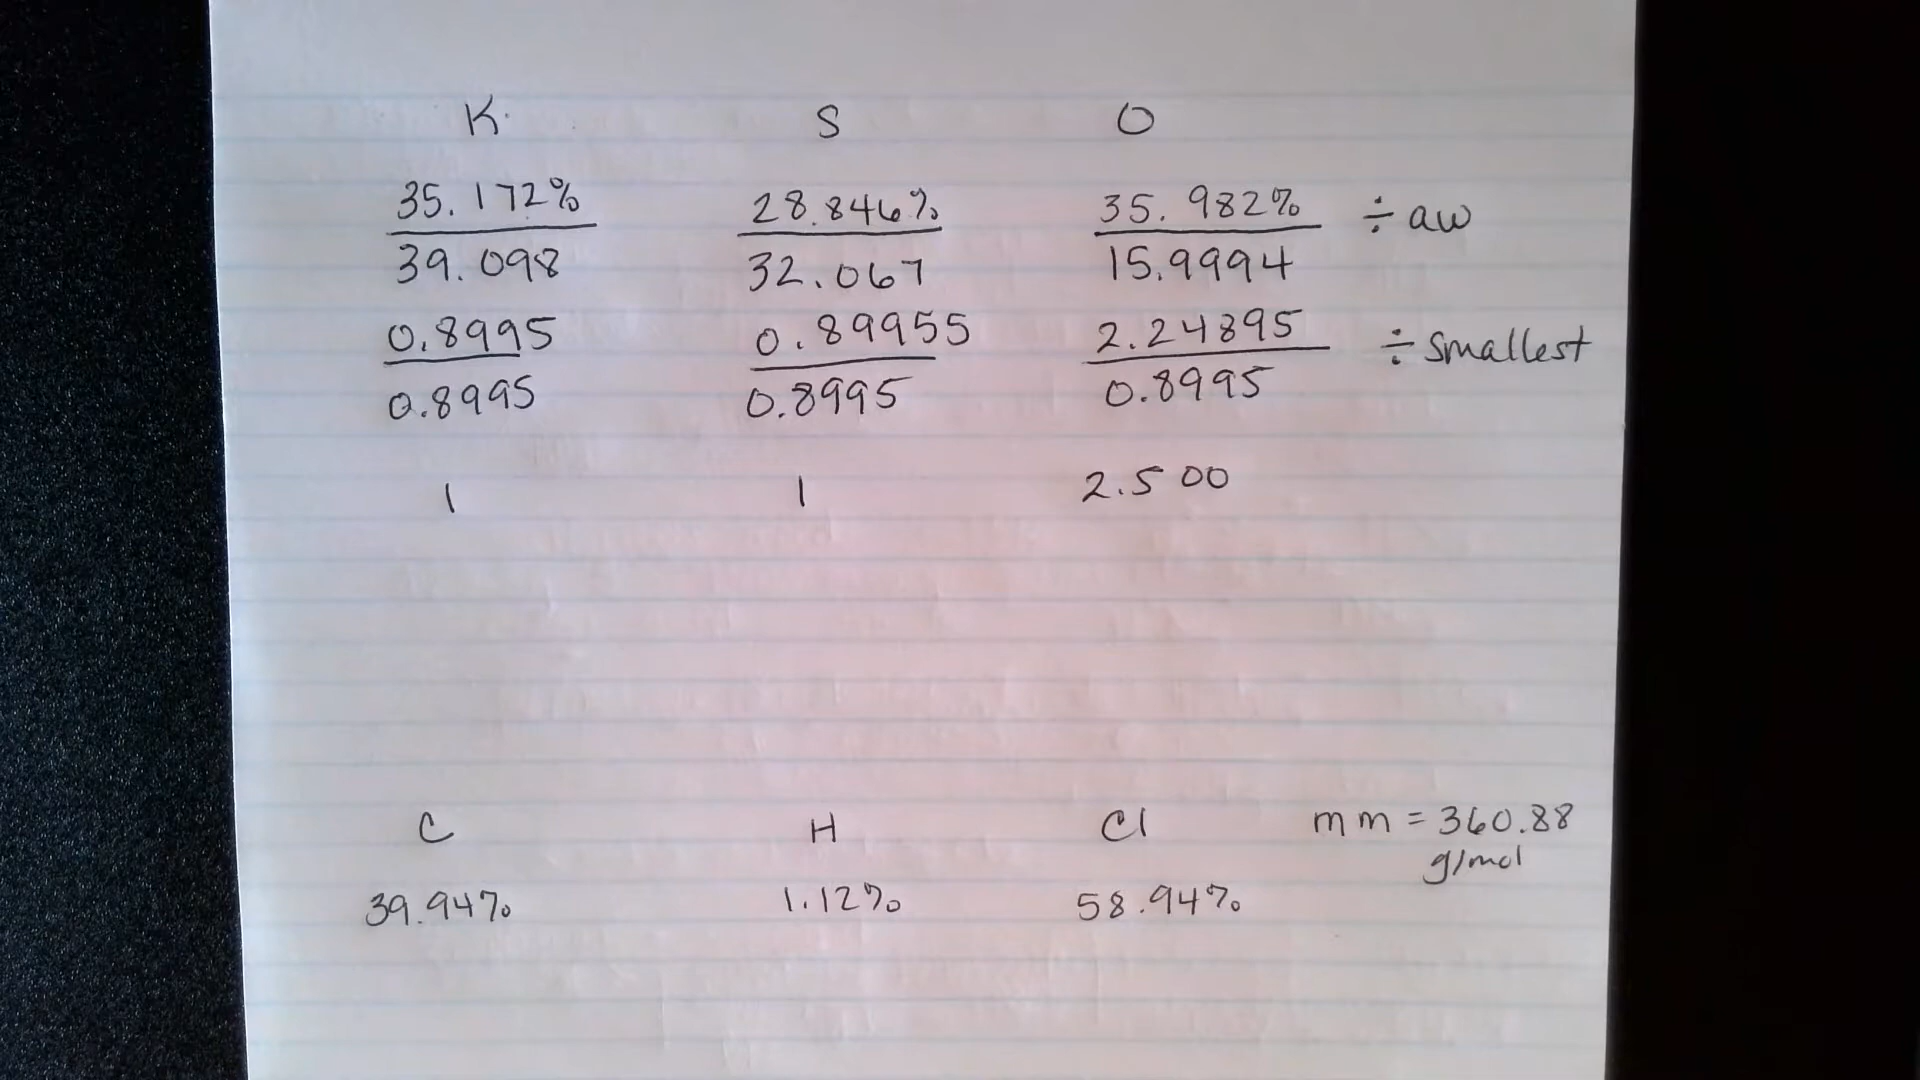 K S O
35.172% 28.846% 35.982% ÷ aw
39.098 32.067 15.9994
0.8995 0.89955 2.24895 ÷ smallest
0.8995 0.8995 0.8995
1 1 2.500
C H Cl mm = 360.88
g/mol
39.94% 1.12% 58.94%